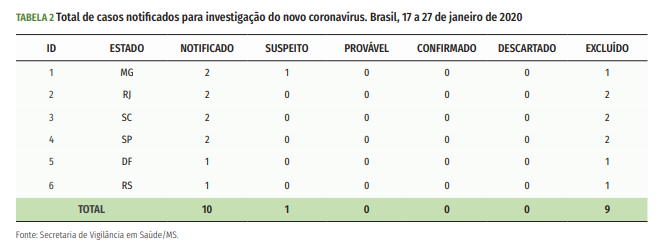 TABELA 2 Total de casos notificados para investigação do novo coronavírus. Brasil, 17 a 27 de janeiro de 2020
ID ESTADO NOTIFICADO SUSPEITO PROVÁVEL CONFIRMADO DESCARTADO EXCLUÍDO
1 MG 2 1 0 0 0 1
2 RJ 2 0 0 0 0 2
3 SC 2 0 0 0 0 2
4 SP 2 0 0 0 0 2
5 DF 1 0 0 0 0 1
6 RS 1 0 0 0 0 1
TOTAL 10 1 0 0 0 9
Fonte: Secretaria de Vigilância em Saúde/MS.